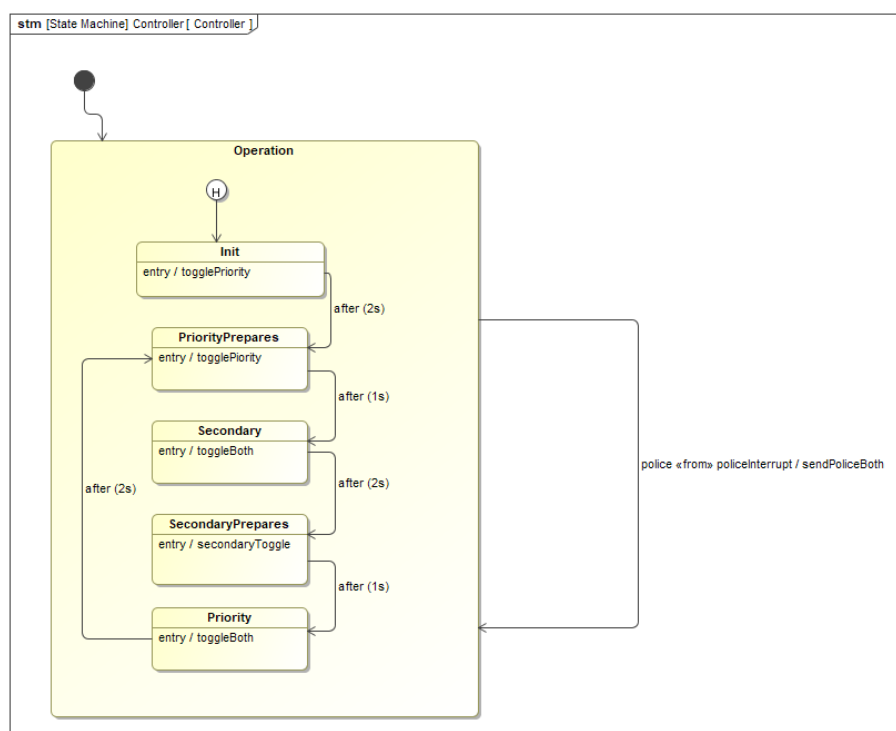 stm [State Machine] Controller [ Controller ]
Operation
H
Init
entry / togglePriority
after (2s)
PriorityPrepares
entry / togglePiority
after (1s)
Secondary
entry / toggleBoth
police «from» policeInterrupt / sendPoliceBoth
after (2s)
after (2s)
SecondaryPrepares
entry / secondaryToggle
after (1s)
Priority
entry / toggleBoth